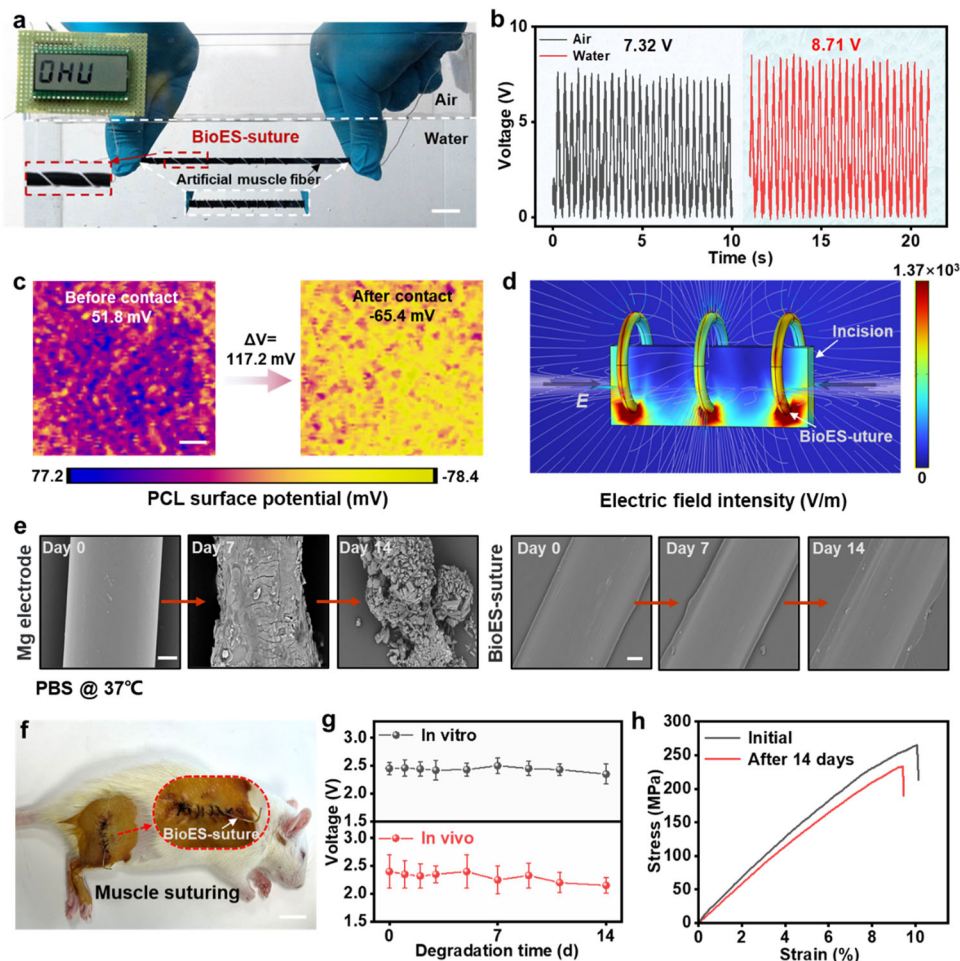 a
DHU
Air
BioES-suture
Water
Artificial muscle fiber
b
Air
Water
7.32 V
8.71 V
10
5
0
Voltage (V)
0
5
10
15
20
Time (s)
c
Before contact
51.8 mV
ΔV=
117.2 mV
After contact
-65.4 mV
77.2
-78.4
PCL surface potential (mV)
d
1.37×10³
Incision
E
BioES-uture
0
Electric field intensity (V/m)
e
Mg electrode
Day 0
Day 7
Day 14
BioES-suture
Day 0
Day 7
Day 14
PBS @ 37℃
f
BioES-suture
Muscle suturing
g
In vitro
3.0
2.5
2.0
1.5
In vivo
3.0
2.5
2.0
1.5
Voltage (V)
0
7
14
Degradation time (d)
h
Initial
After 14 days
300
250
200
150
100
50
0
Stress (MPa)
0
2
4
6
8
10
Strain (%)